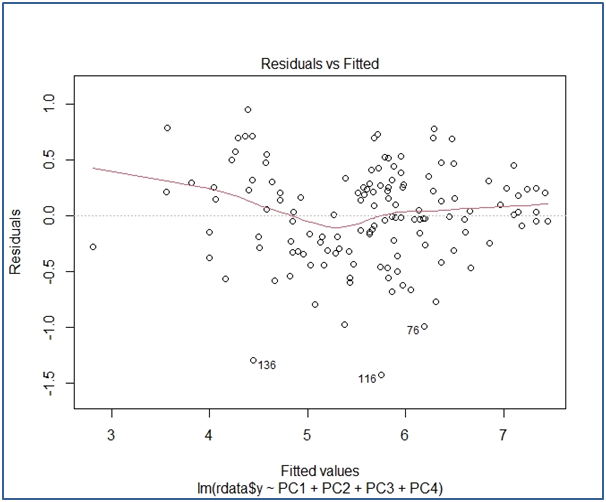 Residuals vs Fitted
Residuals
1.0
0.5
0.0
-0.5
-1.0
-1.5
76
136
116
3 4 5 6 7
Fitted values
lm(rdata$y ~ PC1 + PC2 + PC3 + PC4)